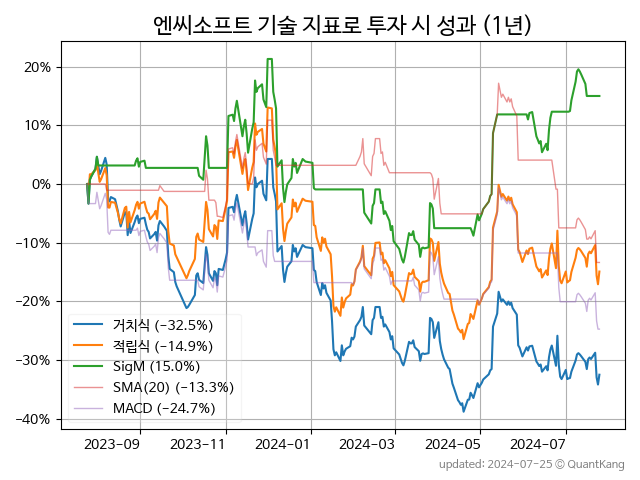 엔씨소프트 기술 지표로 투자 시 성과 (1년)
20%
10%
0%
−10%
−20%
−30%
−40%
거치식 (−32.5%)
적립식 (−14.9%)
SigM (15.0%)
SMA(20) (−13.3%)
MACD (−24.7%)
2023−09
2023−11
2024−01
2024−03
2024−05
2024−07
updated: 2024-07-25 © QuantKang